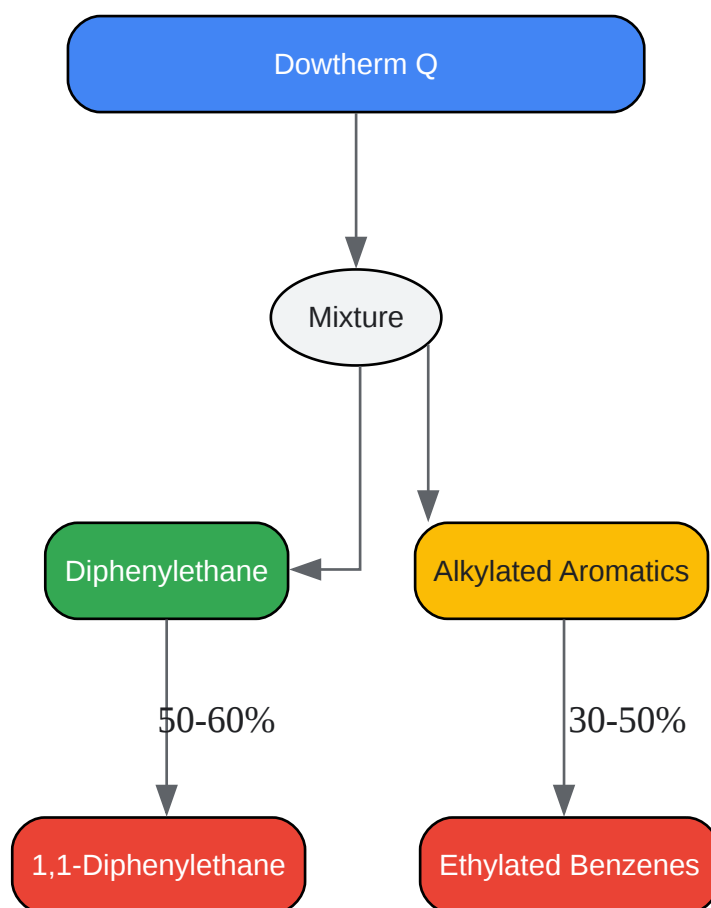 Dowtherm Q
Mixture
Diphenylethane
Alkylated Aromatics
50-60%
30-50%
1,1-Diphenylethane
Ethylated Benzenes